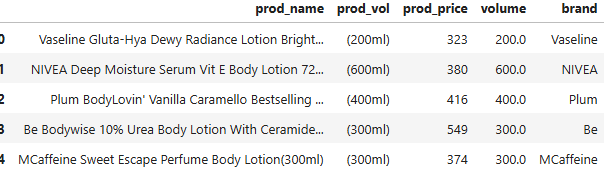 prod_name prod_vol prod_price volume brand
0 Vaseline Gluta-Hya Dewy Radiance Lotion Bright... (200ml) 323 200.0 Vaseline
1 NIVEA Deep Moisture Serum Vit E Body Lotion 72... (600ml) 380 600.0 NIVEA
2 Plum BodyLovin' Vanilla Caramello Bestselling ... (400ml) 416 400.0 Plum
3 Be Bodywise 10% Urea Body Lotion With Ceramide... (300ml) 549 300.0 Be
4 MCaffeine Sweet Escape Perfume Body Lotion(300ml) (300ml) 374 300.0 MCaffeine